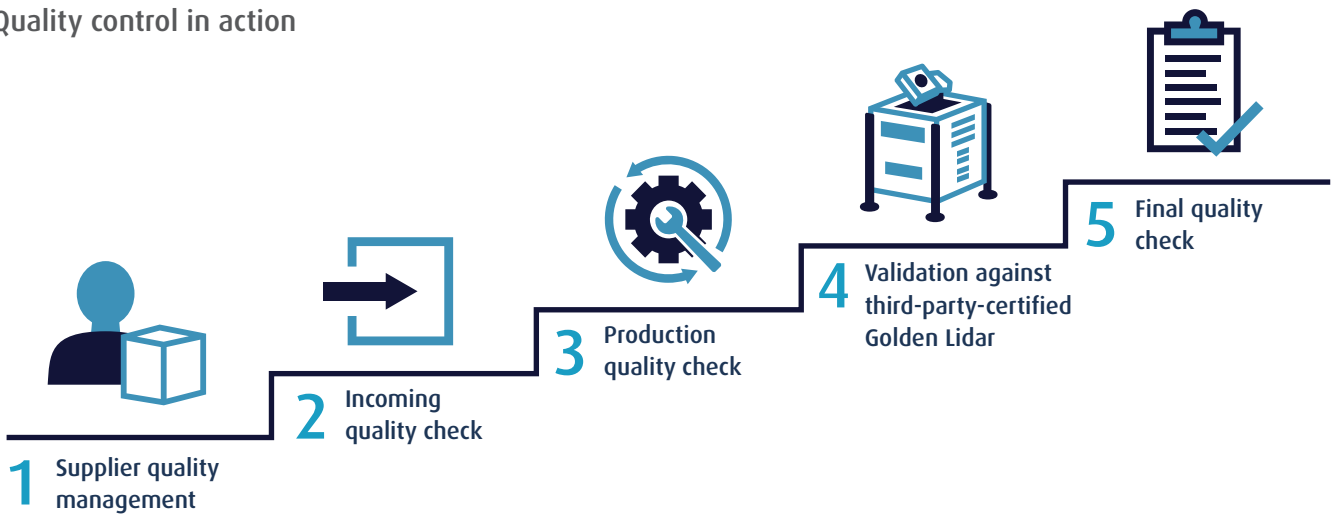 Quality control in action
1
Supplier quality
management
2
Incoming
quality check
3
Production
quality check
4
Validation against
third-party-certified
Golden Lidar
5
Final quality
check